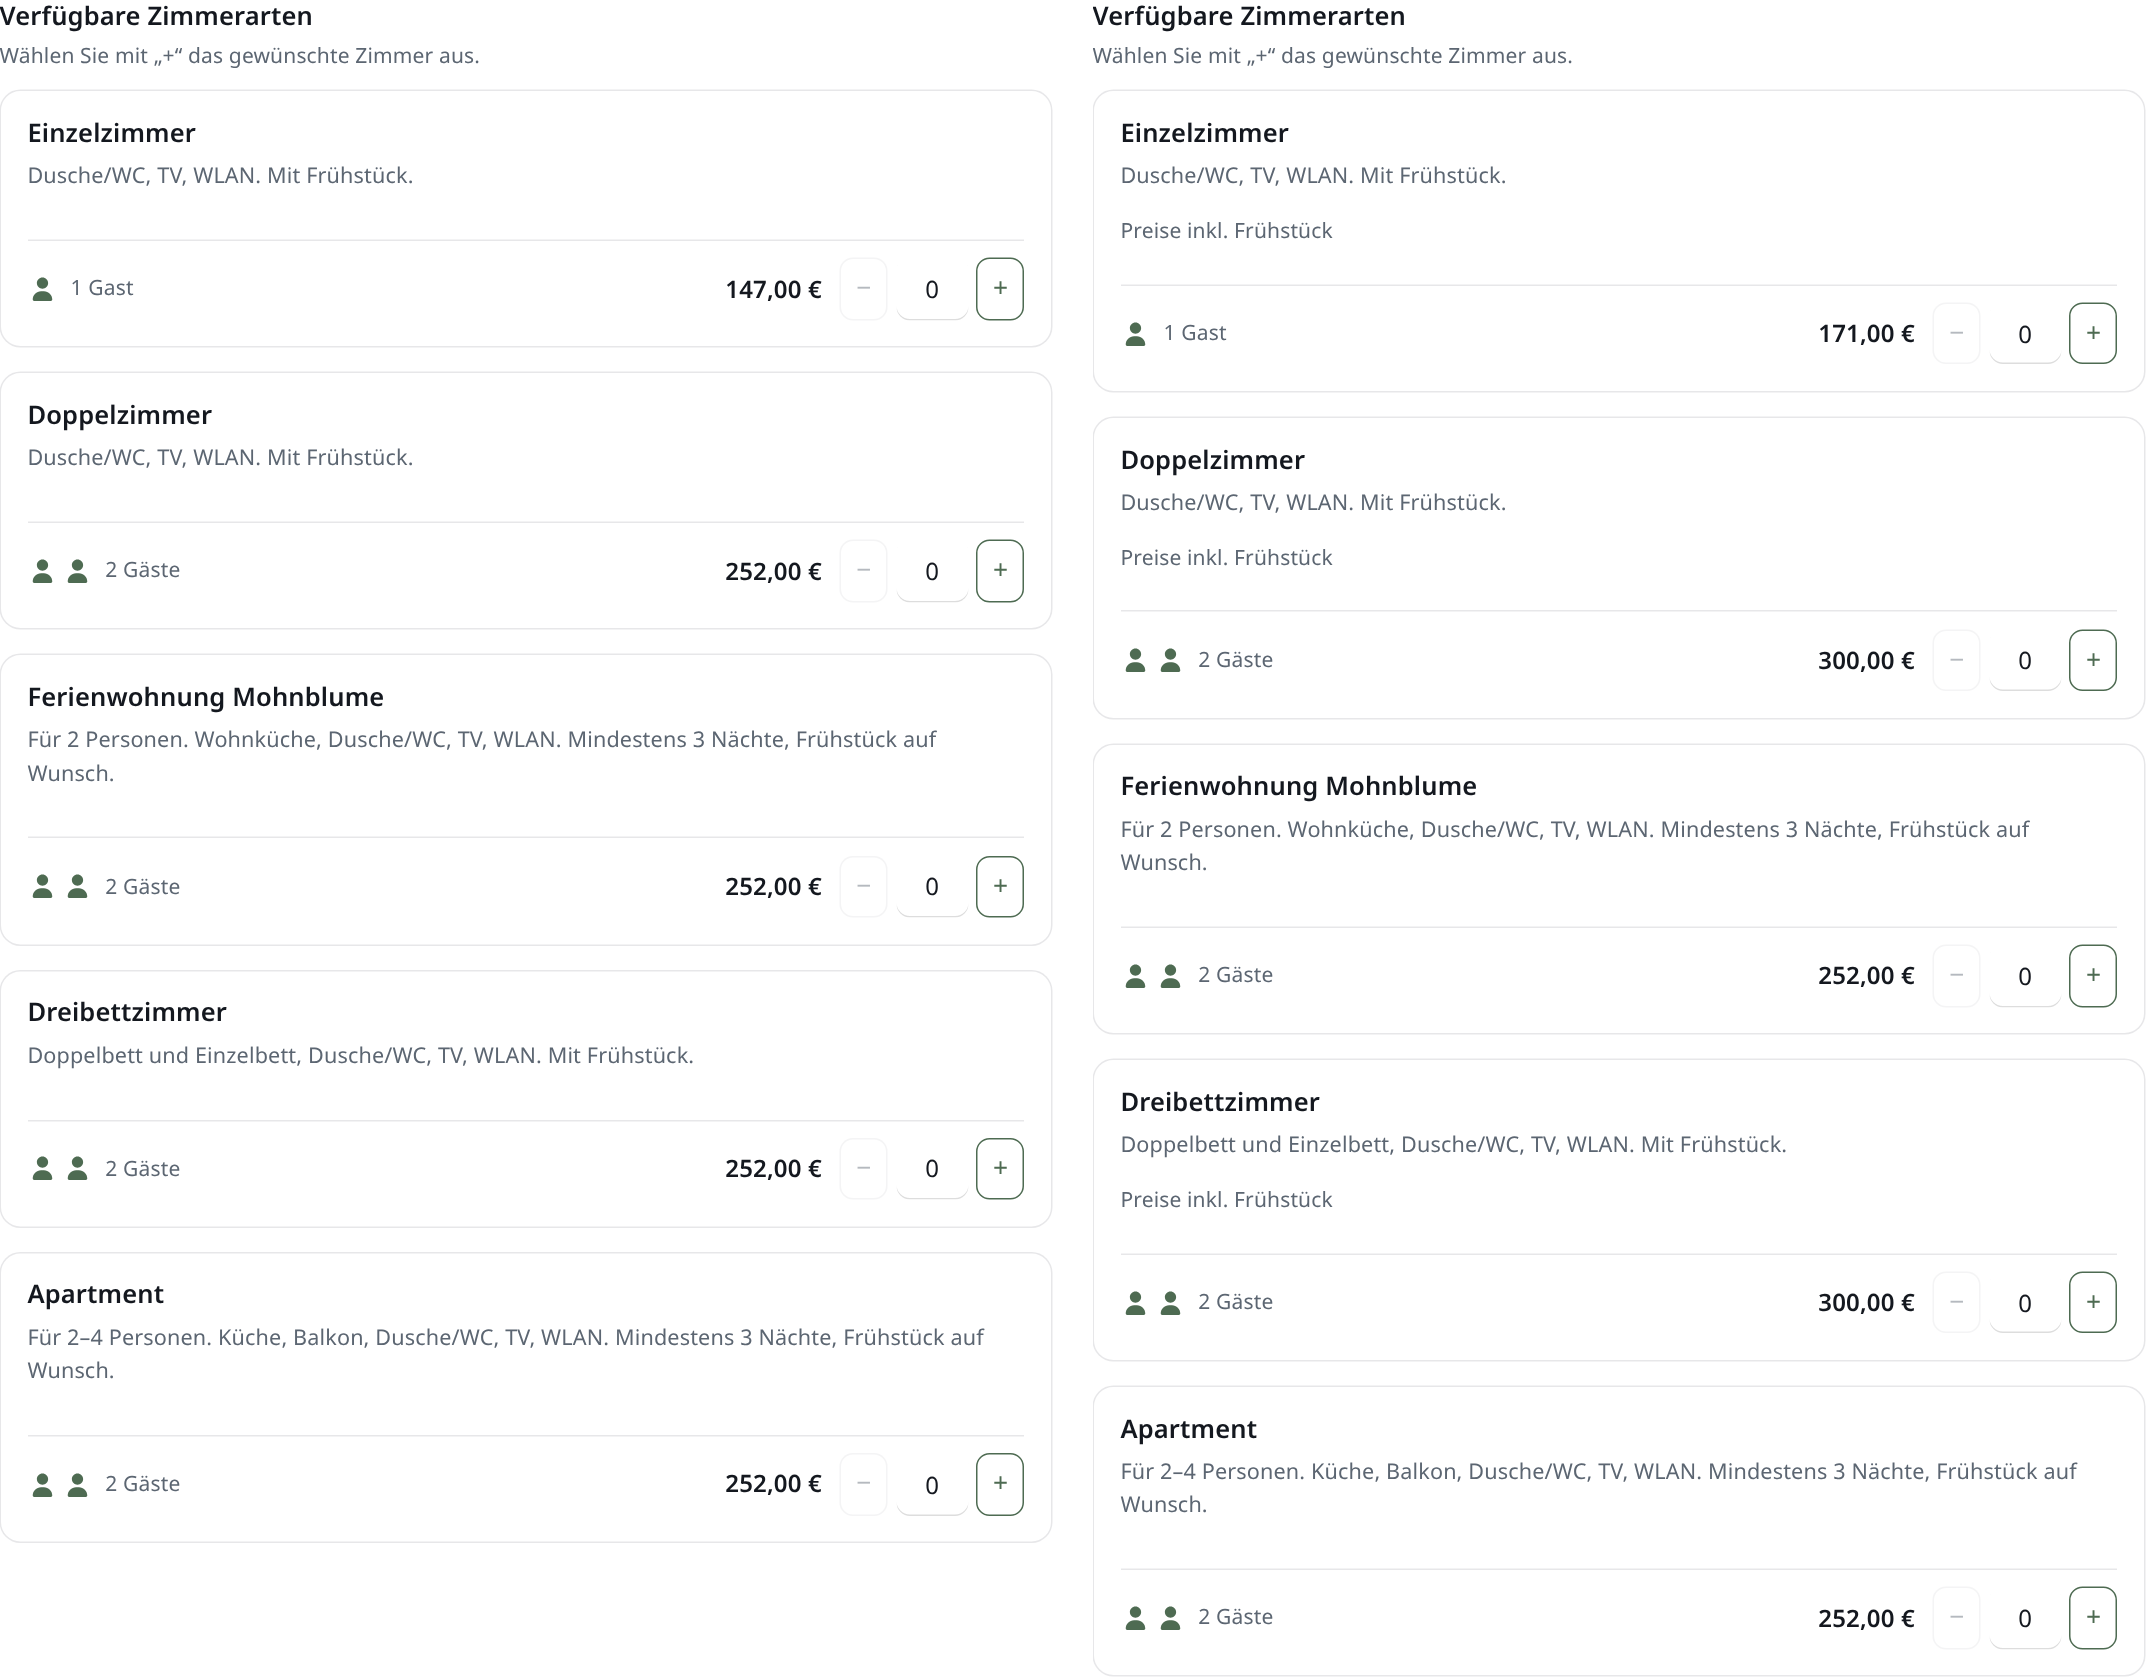 Verfügbare Zimmerarten
Wählen Sie mit „+“ das gewünschte Zimmer aus.
Einzelzimmer
Dusche/WC, TV, WLAN. Mit Frühstück.
1 Gast 147,00 € − 0 +
Doppelzimmer
Dusche/WC, TV, WLAN. Mit Frühstück.
2 Gäste 252,00 € − 0 +
Ferienwohnung Mohnblume
Für 2 Personen. Wohnküche, Dusche/WC, TV, WLAN. Mindestens 3 Nächte, Frühstück auf
Wunsch.
2 Gäste 252,00 € − 0 +
Dreibettzimmer
Doppelbett und Einzelbett, Dusche/WC, TV, WLAN. Mit Frühstück.
2 Gäste 252,00 € − 0 +
Apartment
Für 2–4 Personen. Küche, Balkon, Dusche/WC, TV, WLAN. Mindestens 3 Nächte, Frühstück auf
Wunsch.
2 Gäste 252,00 € − 0 +
Verfügbare Zimmerarten
Wählen Sie mit „+“ das gewünschte Zimmer aus.
Einzelzimmer
Dusche/WC, TV, WLAN. Mit Frühstück.
Preise inkl. Frühstück
1 Gast 171,00 € − 0 +
Doppelzimmer
Dusche/WC, TV, WLAN. Mit Frühstück.
Preise inkl. Frühstück
2 Gäste 300,00 € − 0 +
Ferienwohnung Mohnblume
Für 2 Personen. Wohnküche, Dusche/WC, TV, WLAN. Mindestens 3 Nächte, Frühstück auf
Wunsch.
2 Gäste 252,00 € − 0 +
Dreibettzimmer
Doppelbett und Einzelbett, Dusche/WC, TV, WLAN. Mit Frühstück.
Preise inkl. Frühstück
2 Gäste 300,00 € − 0 +
Apartment
Für 2–4 Personen. Küche, Balkon, Dusche/WC, TV, WLAN. Mindestens 3 Nächte, Frühstück auf
Wunsch.
2 Gäste 252,00 € − 0 +